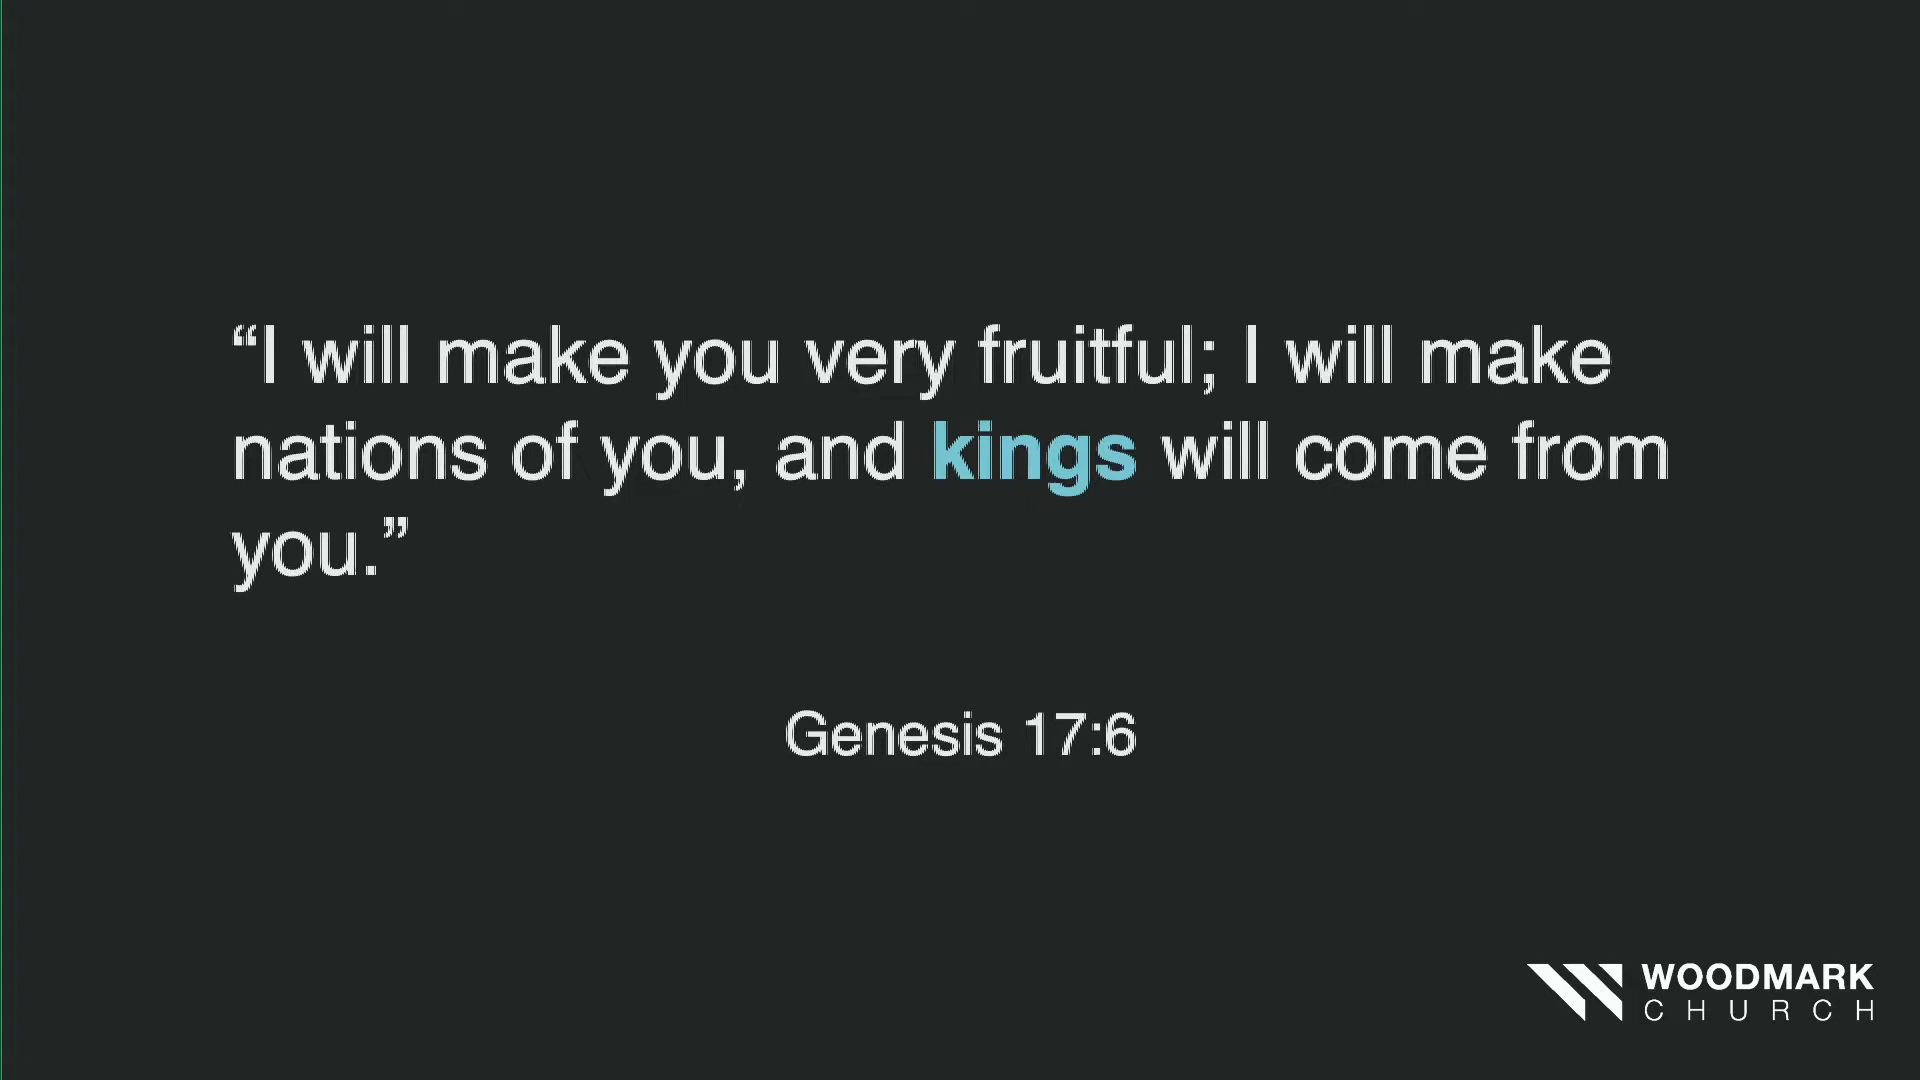 “I will make you very fruitful; I will make
nations of you, and kings will come from
you.”
Genesis 17:6
WOODMARK
CHURCH